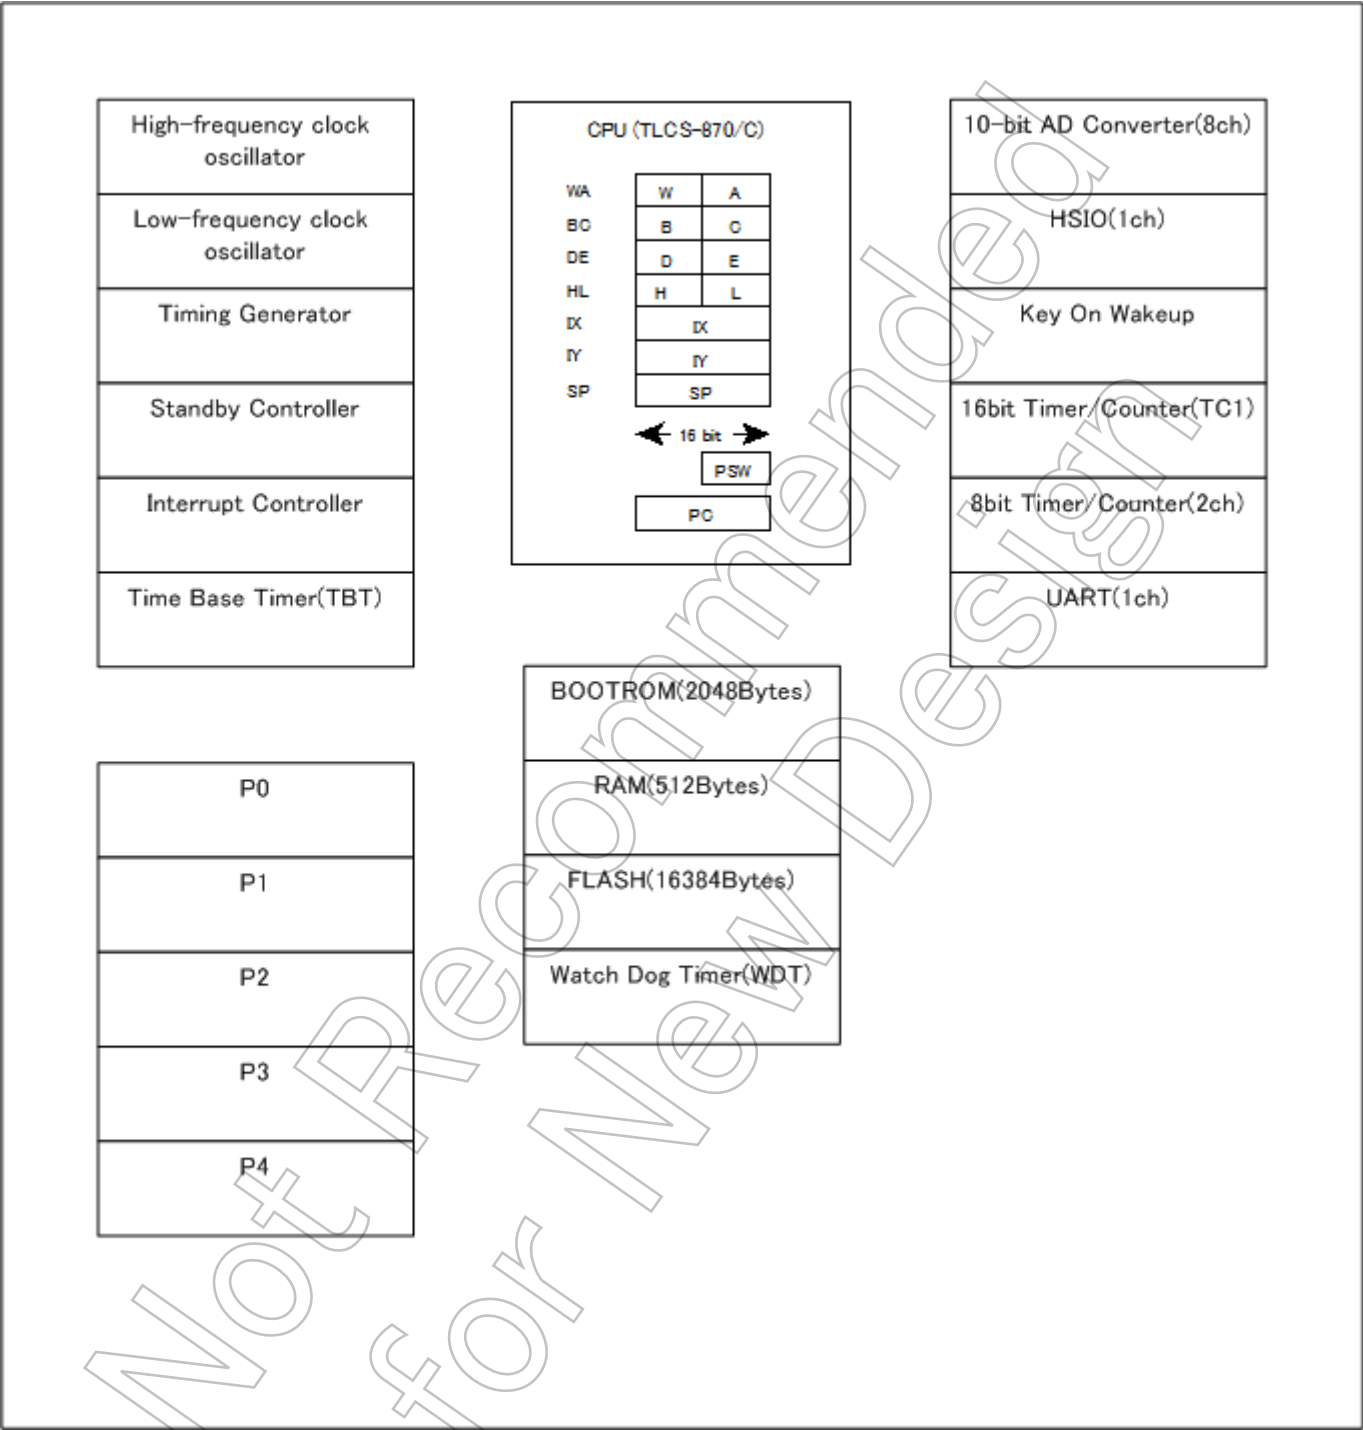 High-frequency clock
oscillator
Low-frequency clock
oscillator
Timing Generator
Standby Controller
Interrupt Controller
Time Base Timer(TBT)
CPU (TLCS-870/C)
WA W A
BC B C
DE D E
HL H L
IX IX
IY IY
SP SP
16 bit
PSW
PC
10-bit AD Converter(8ch)
HSIO(1ch)
Key On Wakeup
16bit Timer/Counter(TC1)
8bit Timer/Counter(2ch)
UART(1ch)
BOOTROM(2048Bytes)
RAM(512Bytes)
FLASH(16384Bytes)
Watch Dog Timer(WDT)
P0
P1
P2
P3
P4
Not Recommended
for New Design